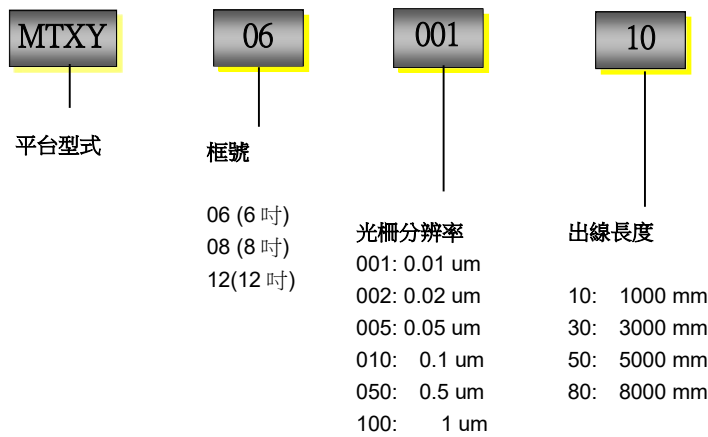 MTXY 06 001 10
平台型式
框號
06 (6 吋)
08 (8 吋)
12(12 吋)
光柵分辨率
001: 0.01 um
002: 0.02 um
005: 0.05 um
010: 0.1 um
050: 0.5 um
100: 1 um
出線長度
10: 1000 mm
30: 3000 mm
50: 5000 mm
80: 8000 mm